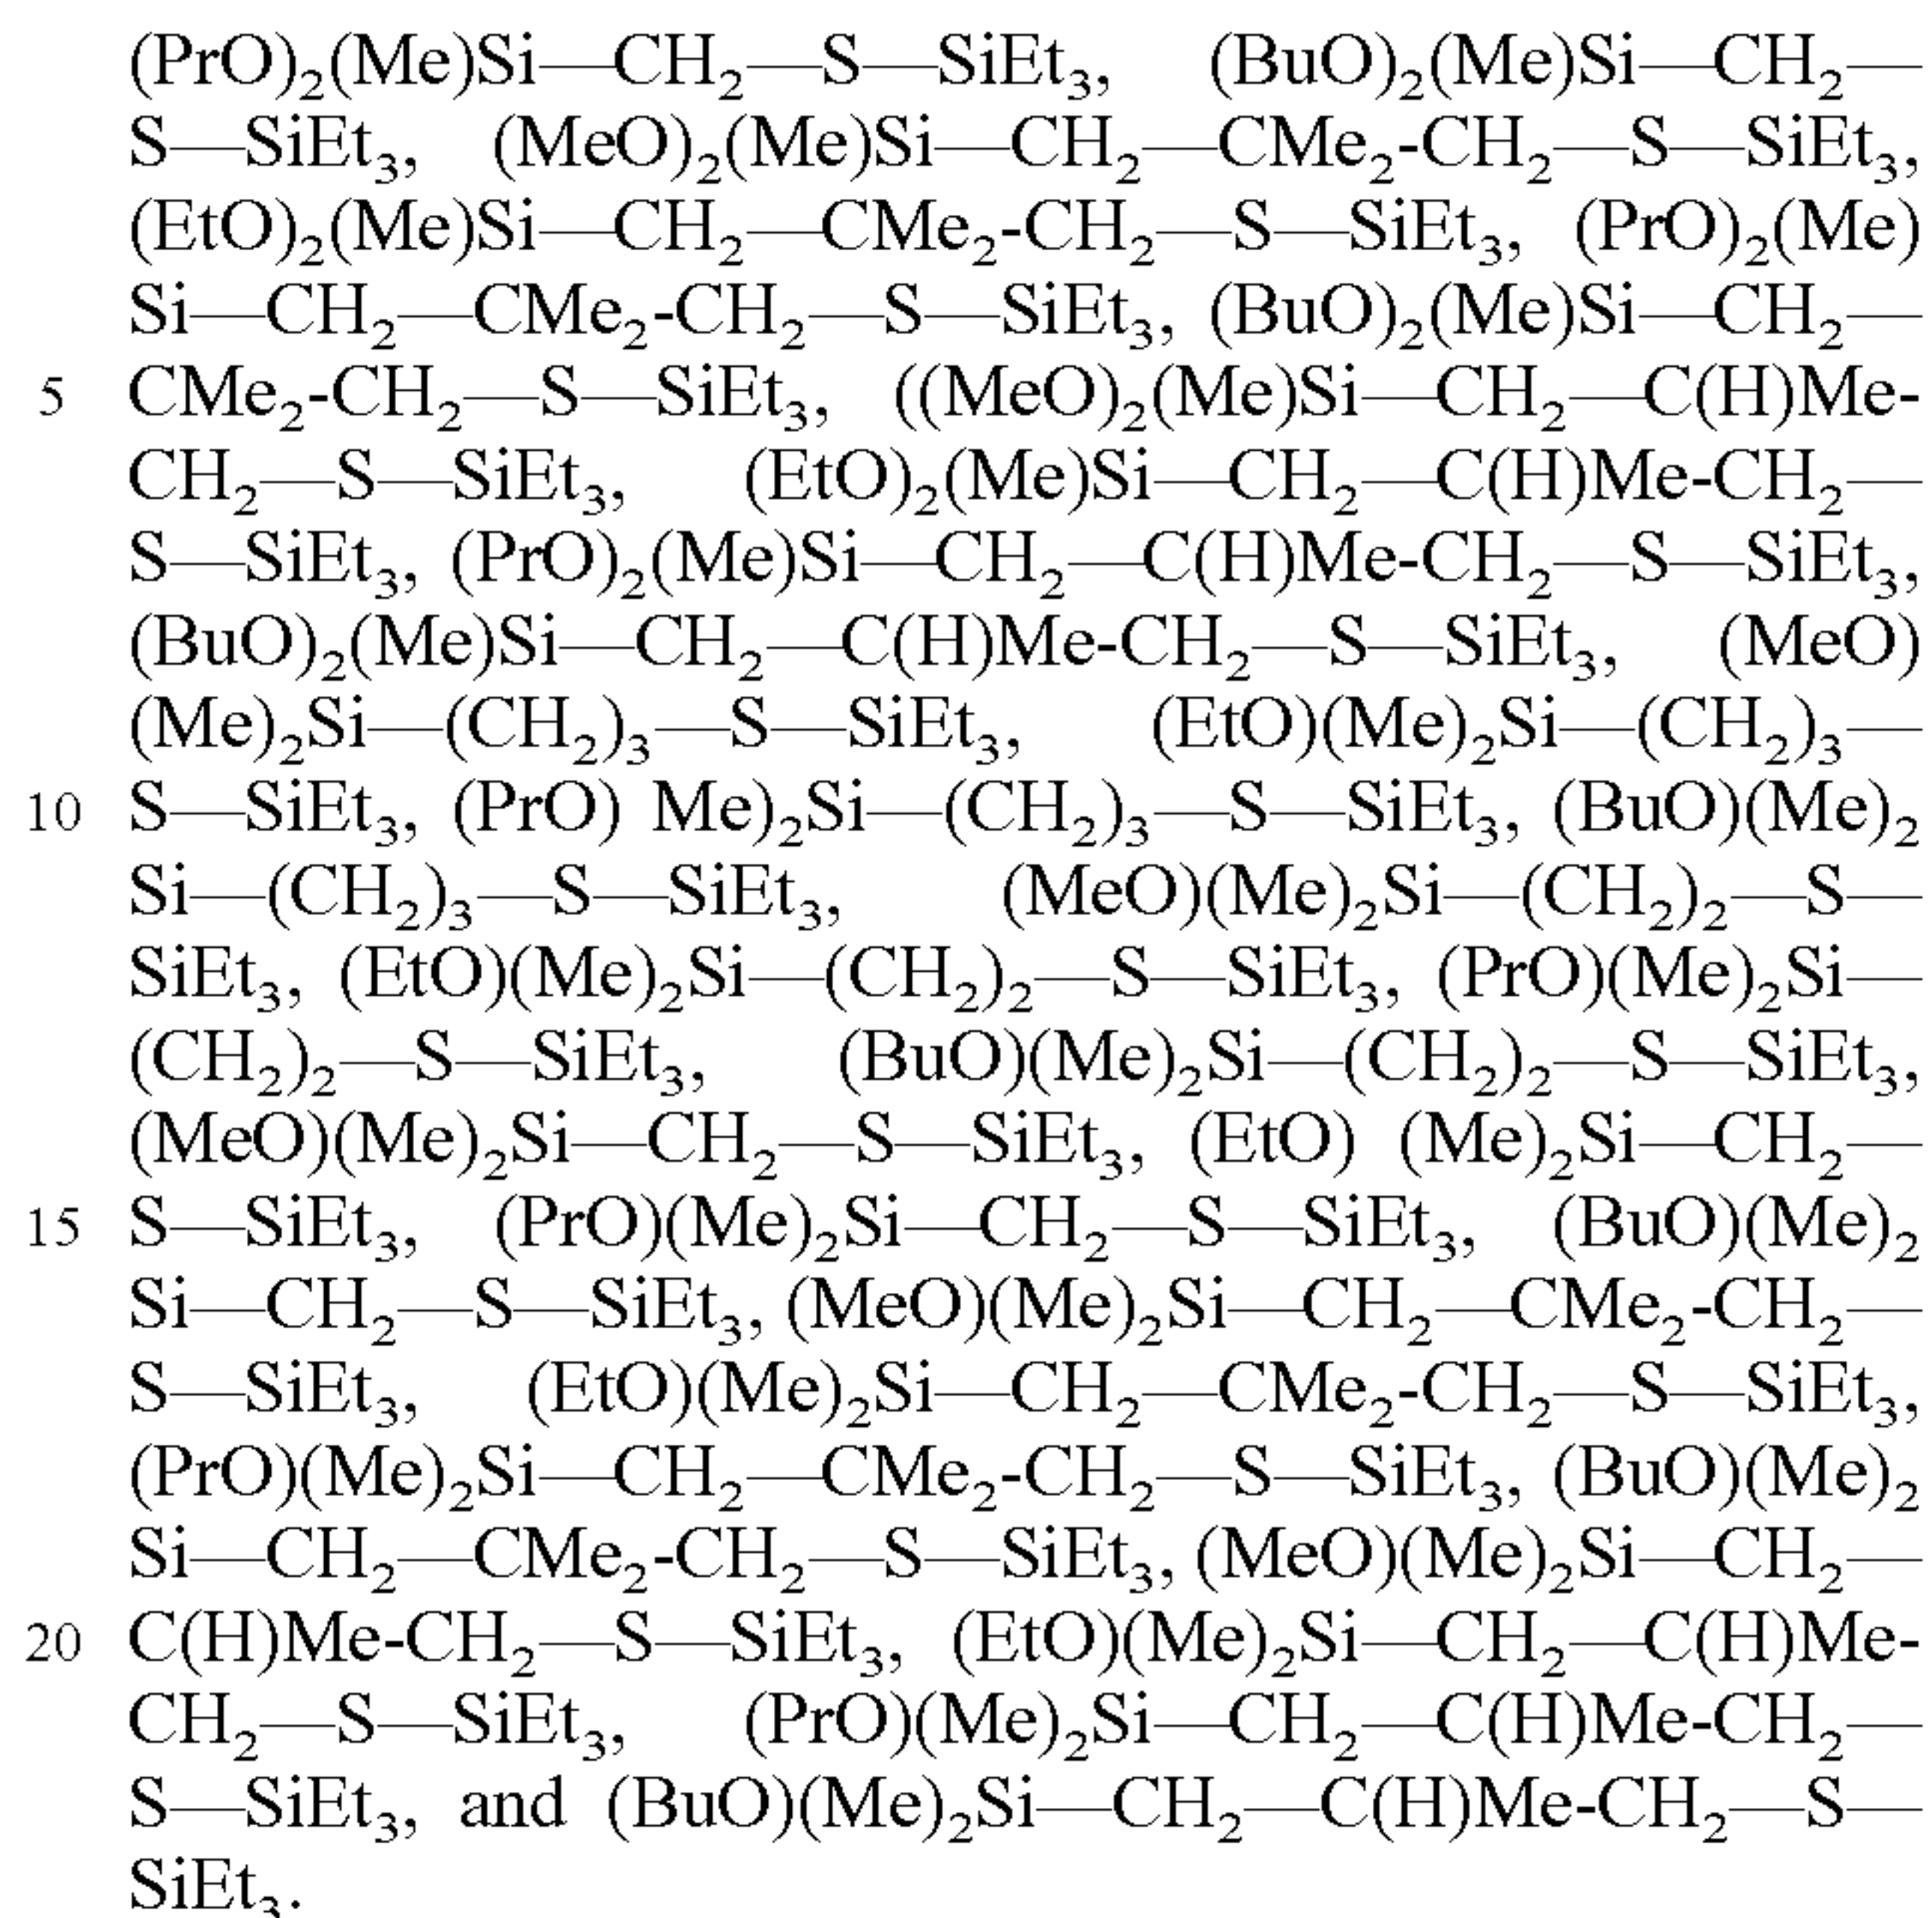 (PrO)₂(Me)Si—CH₂—S—SiEt₃, (BuO)₂(Me)Si—CH₂—
S—SiEt₃, (MeO)₂(Me)Si—CH₂—CMe₂-CH₂—S—SiEt₃,
(EtO)₂(Me)Si—CH₂—CMe₂-CH₂—S—SiEt₃, (PrO)₂(Me)
Si—CH₂—CMe₂-CH₂—S—SiEt₃, (BuO)₂(Me)Si—CH₂—
5 CMe₂-CH₂—S—SiEt₃, ((MeO)₂(Me)Si—CH₂—C(H)Me-
CH₂—S—SiEt₃, (EtO)₂(Me)Si—CH₂—C(H)Me-CH₂—
S—SiEt₃, (PrO)₂(Me)Si—CH₂—C(H)Me-CH₂—S—SiEt₃,
(BuO)₂(Me)Si—CH₂—C(H)Me-CH₂—S—SiEt₃, (MeO)
(Me)₂Si—(CH₂)₃—S—SiEt₃, (EtO)(Me)₂Si—(CH₂)₃—
10 S—SiEt₃, (PrO) Me)₂Si—(CH₂)₃—S—SiEt₃, (BuO)(Me)₂
Si—(CH₂)₃—S—SiEt₃, (MeO)(Me)₂Si—(CH₂)₂—S—
SiEt₃, (EtO)(Me)₂Si—(CH₂)₂—S—SiEt₃, (PrO)(Me)₂Si—
(CH₂)₂—S—SiEt₃, (BuO)(Me)₂Si—(CH₂)₂—S—SiEt₃,
(MeO)(Me)₂Si—CH₂—S—SiEt₃, (EtO) (Me)₂Si—CH₂—
15 S—SiEt₃, (PrO)(Me)₂Si—CH₂—S—SiEt₃, (BuO)(Me)₂
Si—CH₂—S—SiEt₃, (MeO)(Me)₂Si—CH₂—CMe₂-CH₂—
S—SiEt₃, (EtO)(Me)₂Si—CH₂—CMe₂-CH₂—S—SiEt₃,
(PrO)(Me)₂Si—CH₂—CMe₂-CH₂—S—SiEt₃, (BuO)(Me)₂
Si—CH₂—CMe₂-CH₂—S—SiEt₃, (MeO)(Me)₂Si—CH₂—
20 C(H)Me-CH₂—S—SiEt₃, (EtO)(Me)₂Si—CH₂—C(H)Me-
CH₂—S—SiEt₃, (PrO)(Me)₂Si—CH₂—C(H)Me-CH₂—
S—SiEt₃, and (BuO)(Me)₂Si—CH₂—C(H)Me-CH₂—S—
SiEt₃.